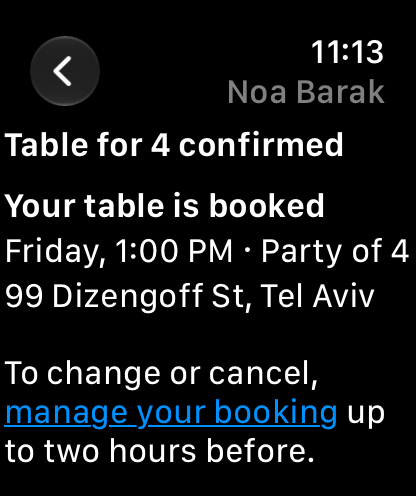 11:13
Noa Barak
Table for 4 confirmed
Your table is booked
Friday, 1:00 PM · Party of 4
99 Dizengoff St, Tel Aviv
To change or cancel,
manage your booking up
to two hours before.